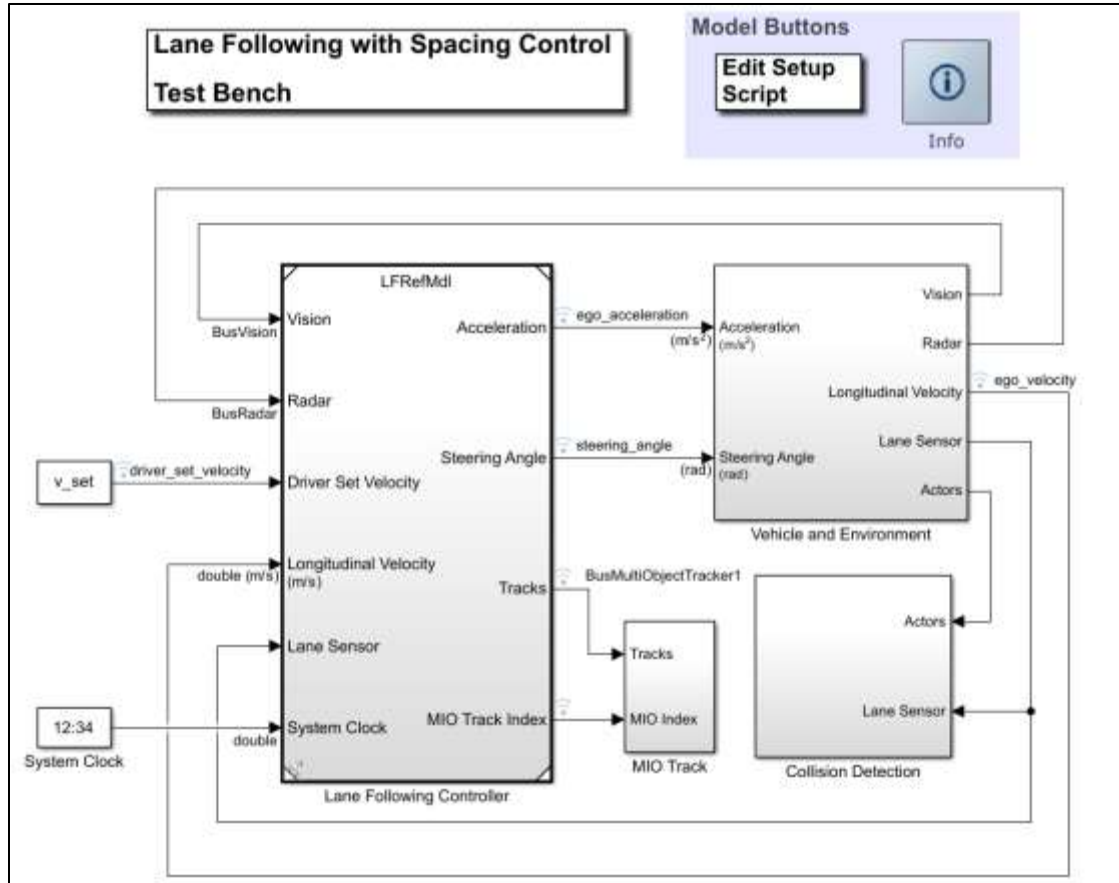 Lane Following with Spacing Control
Test Bench
Model Buttons
Edit Setup
Script
Info
LFRefMdl
Vision
BusVision
Radar
BusRadar
v_set
driver_set_velocity
Driver Set Velocity
Longitudinal Velocity
double (m/s)
(m/s)
Lane Sensor
12:34
System Clock
System Clock
double
Acceleration
Steering Angle
Tracks
MIO Track Index
Lane Following Controller
ego_acceleration
(m/s²)
steering_angle
(rad)
BusMultiObjectTracker1
Acceleration
(m/s²)
Steering Angle
(rad)
Vision
Radar
Longitudinal Velocity
Lane Sensor
Actors
Vehicle and Environment
ego_velocity
Tracks
MIO Index
MIO Track
Actors
Lane Sensor
Collision Detection